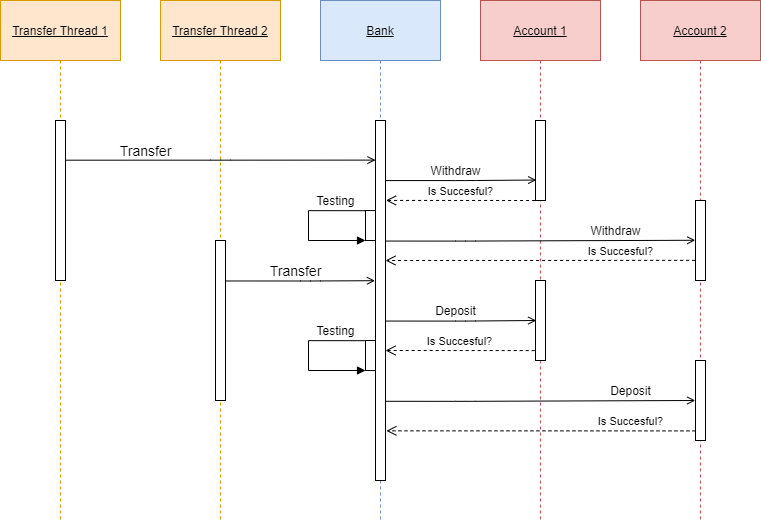 Transfer Thread 1
Transfer Thread 2
Bank
Account 1
Account 2
Transfer
Withdraw
Is Succesful?
Testing
Withdraw
Is Succesful?
Transfer
Deposit
Testing
Is Succesful?
Deposit
Is Succesful?